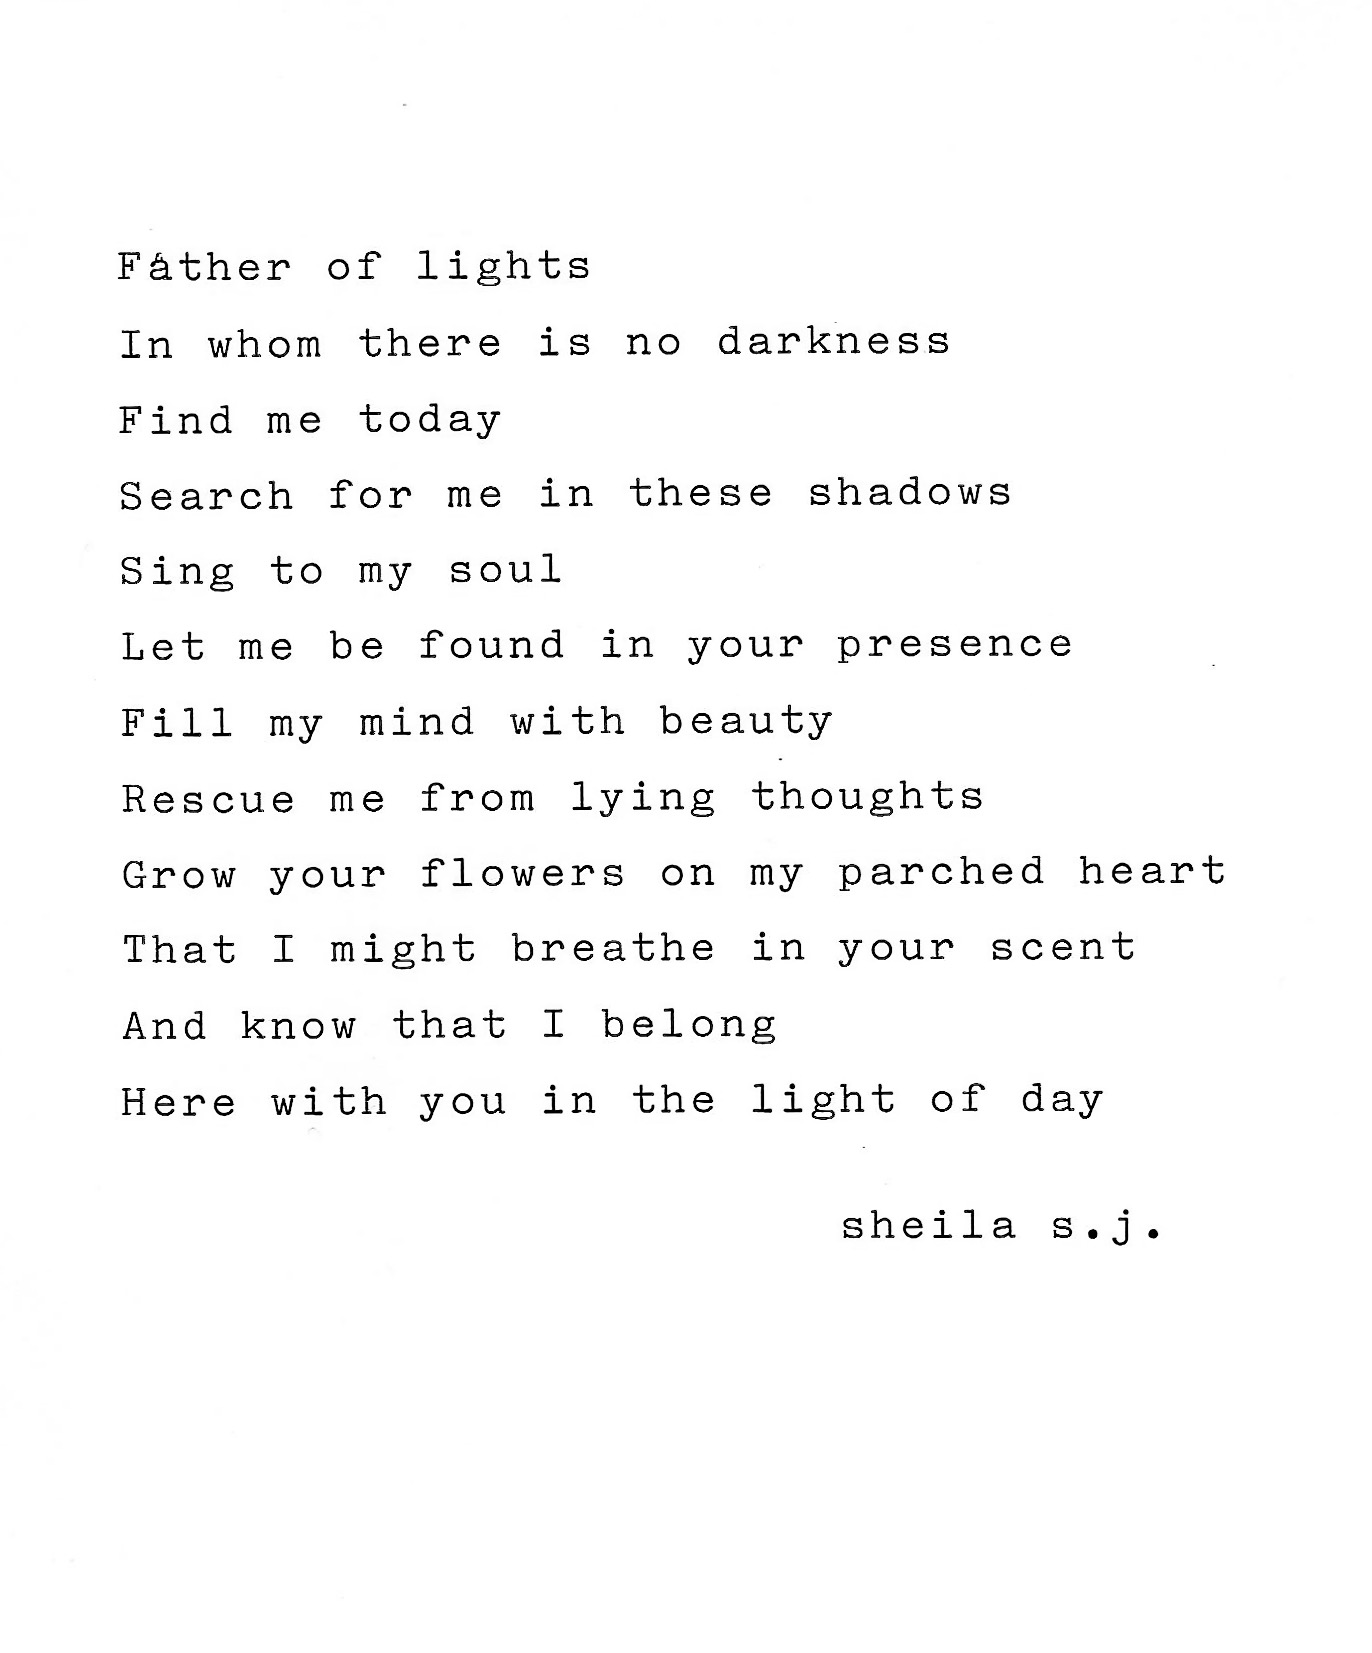 Father of lights
In whom there is no darkness
Find me today
Search for me in these shadows
Sing to my soul
Let me be found in your presence
Fill my mind with beauty
Rescue me from lying thoughts
Grow your flowers on my parched heart
That I might breathe in your scent
And know that I belong
Here with you in the light of day
sheila s.j.